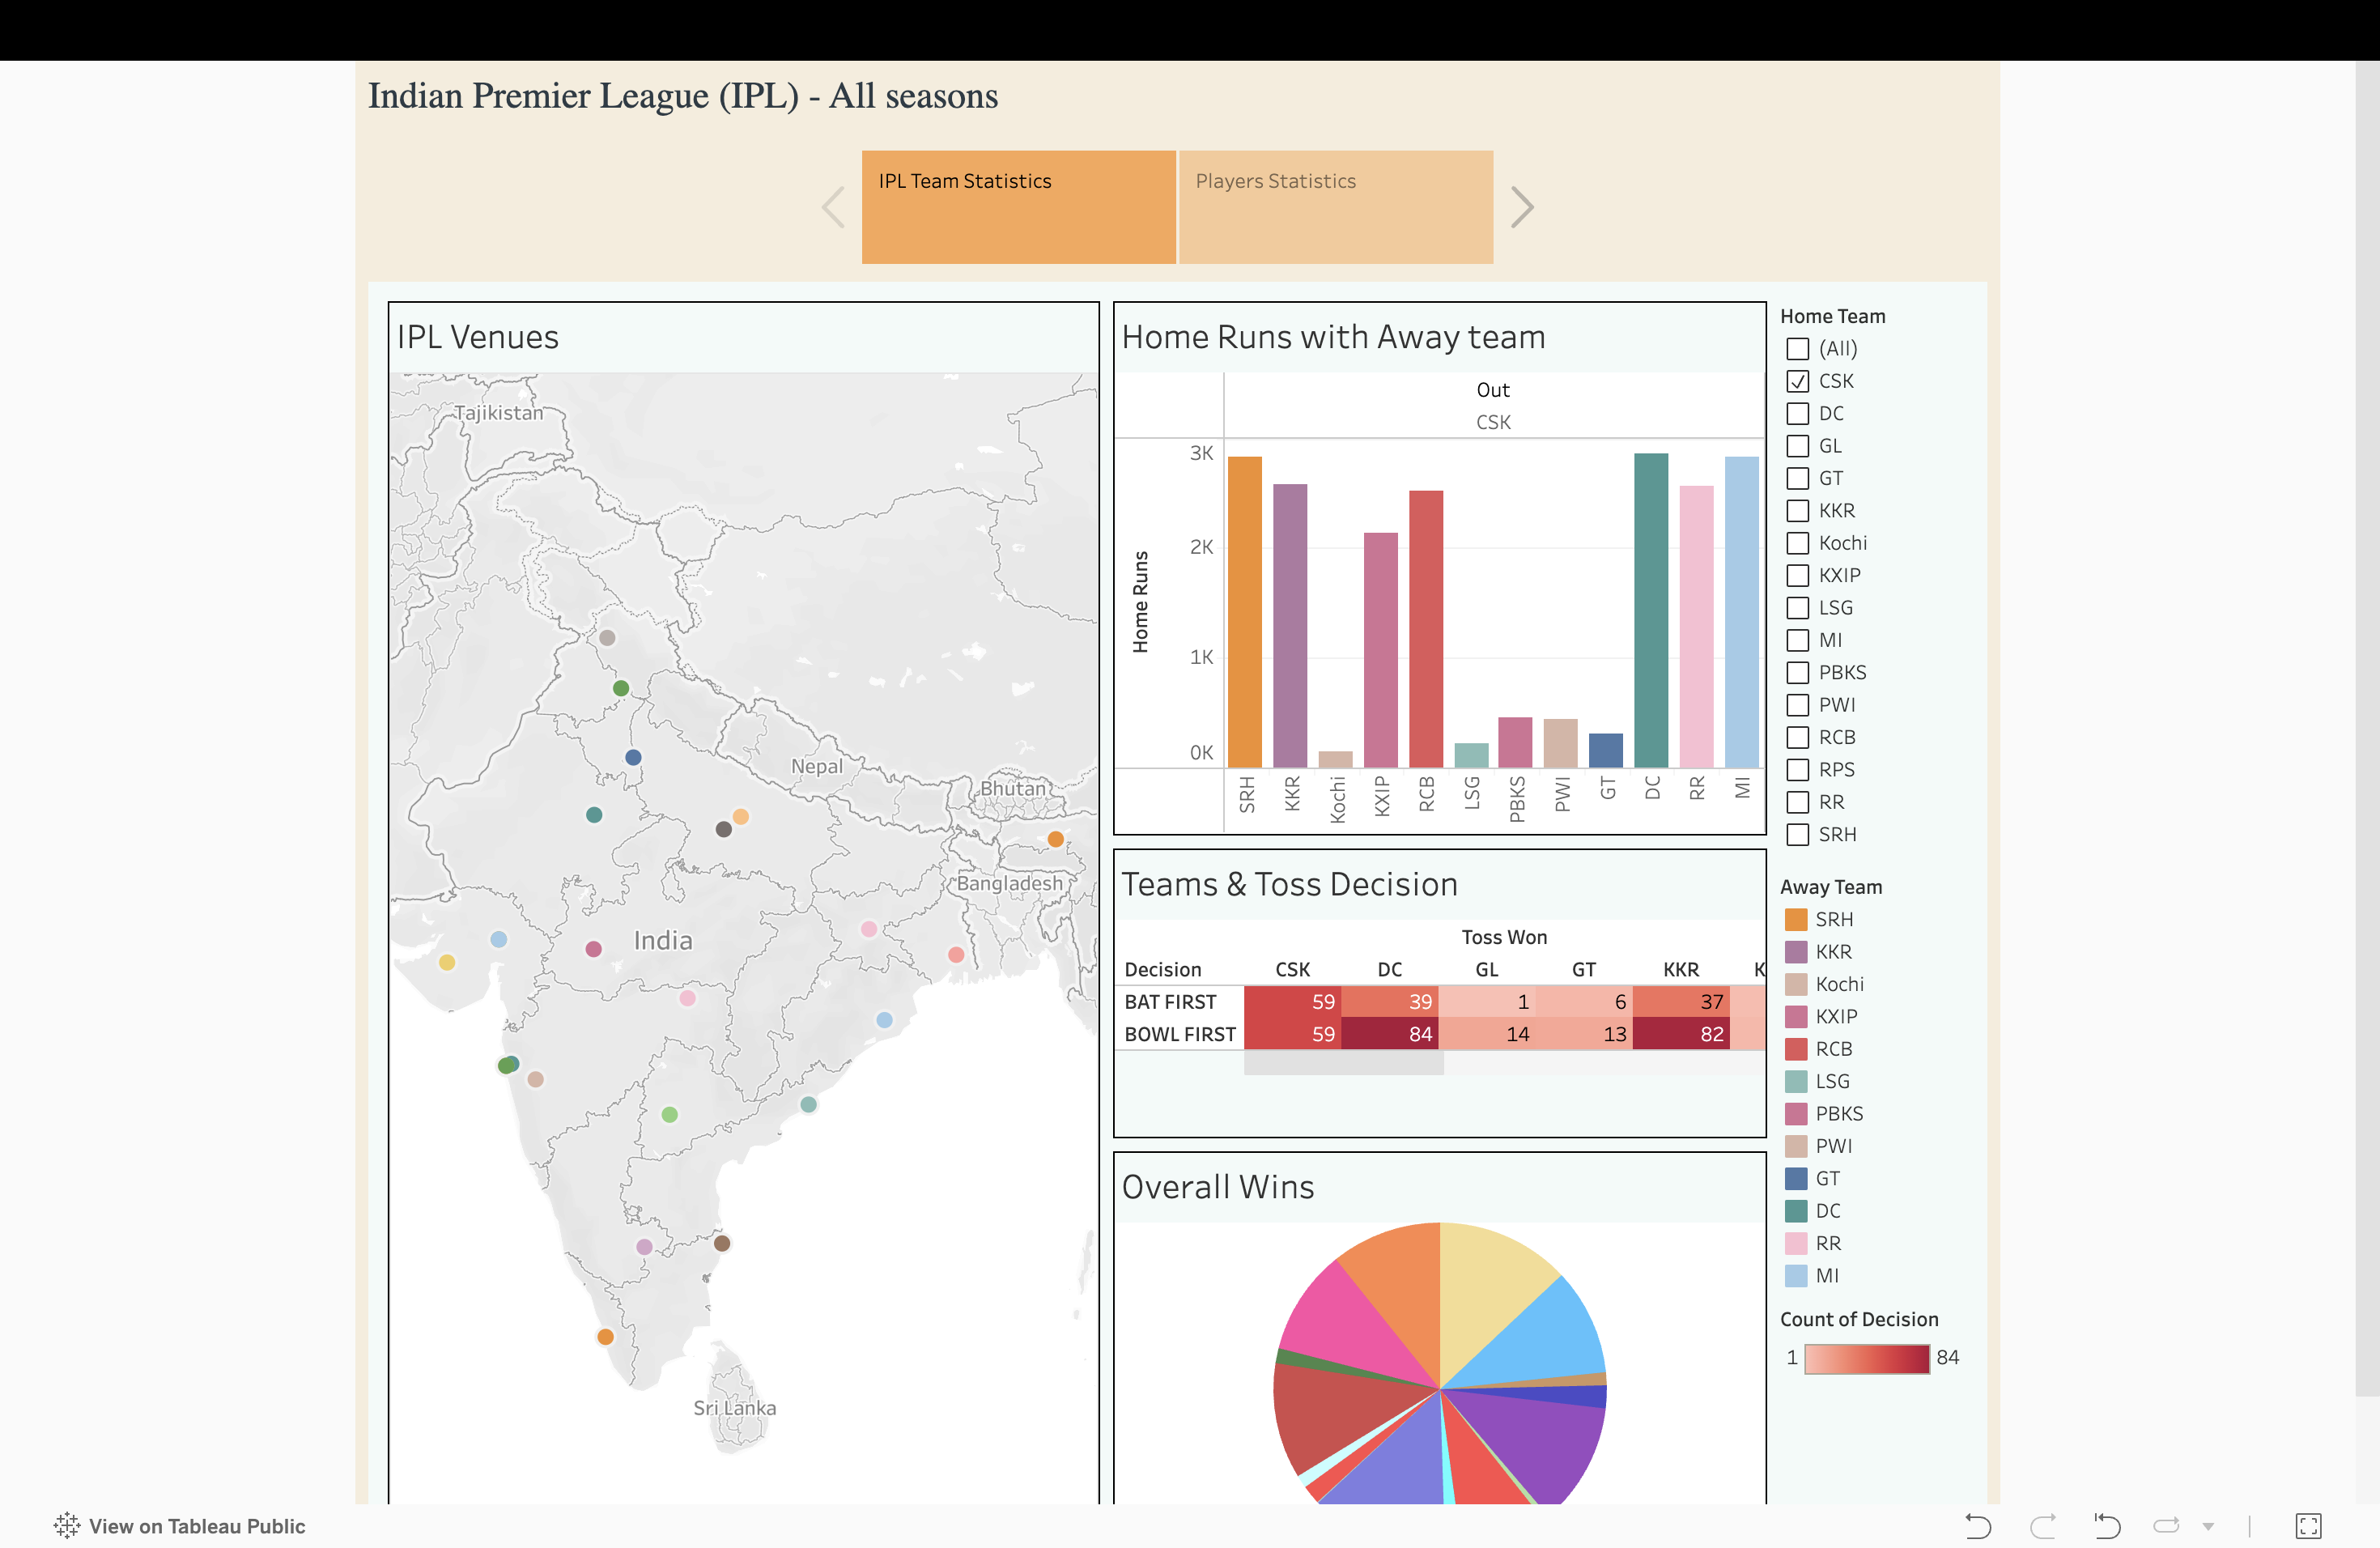 Indian Premier League (IPL) - All seasons
IPL Team Statistics
Players Statistics
IPL Venues
Tajikistan
Nepal
Bhutan
Bangladesh
India
Sri Lanka
Home Runs with Away team
Out
CSK
Home Runs
3K
2K
1K
0K
SRH KKR Kochi KXIP RCB LSG PBKS PWI GT DC RR MI
Teams & Toss Decision
Toss Won
Decision CSK DC GL GT KKR K
BAT FIRST 59 39 1 6 37
BOWL FIRST 59 84 14 13 82
Overall Wins
Home Team
(All)
CSK
DC
GL
GT
KKR
Kochi
KXIP
LSG
MI
PBKS
PWI
RCB
RPS
RR
SRH
Away Team
SRH
KKR
Kochi
KXIP
RCB
LSG
PBKS
PWI
GT
DC
RR
MI
Count of Decision
1 84
View on Tableau Public